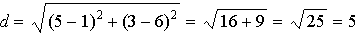 d = √((5 − 1)² + (3 − 6)²) = √(16 + 9) = √25 = 5